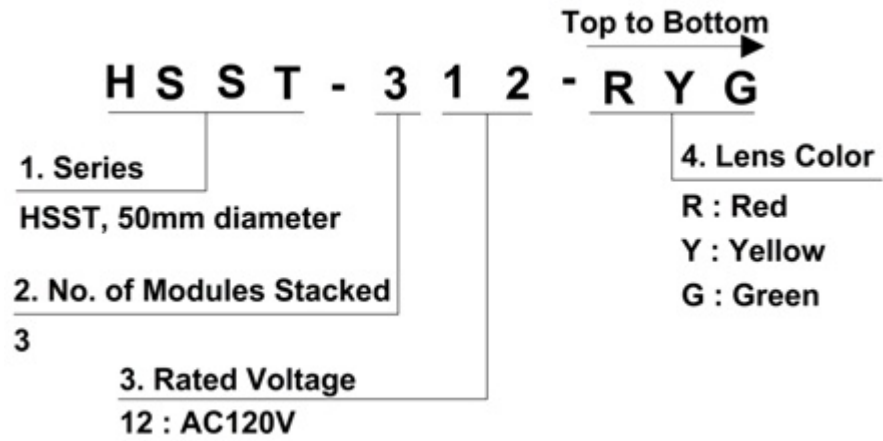 Top to Bottom
H S S T - 3 1 2 - R Y G
1. Series
HSST, 50mm diameter
2. No. of Modules Stacked
3
3. Rated Voltage
12 : AC120V
4. Lens Color
R : Red
Y : Yellow
G : Green